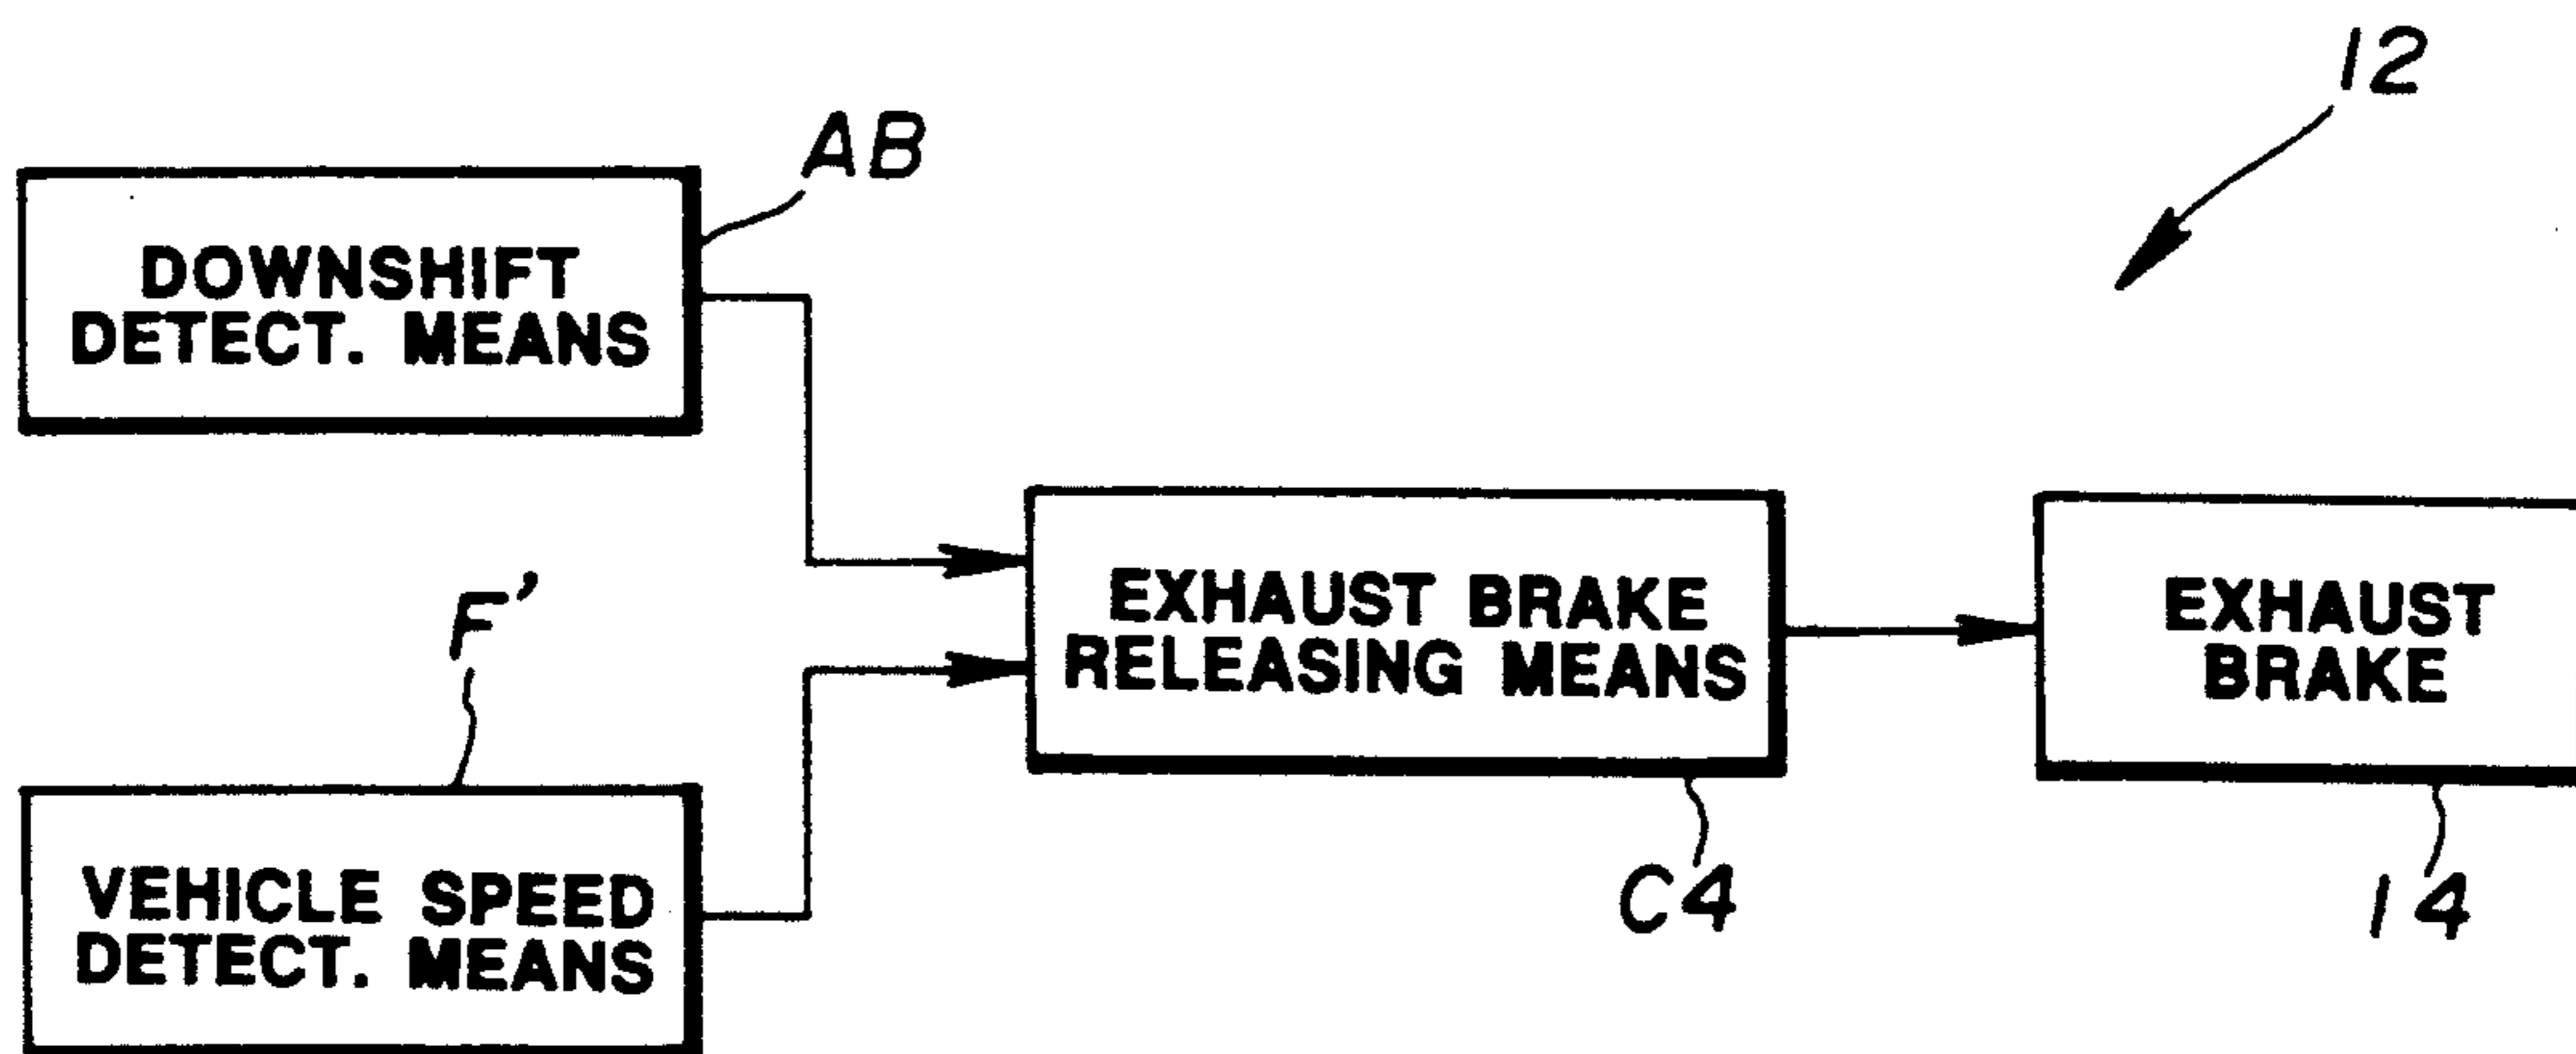 12
AB
DOWNSHIFT
DETECT. MEANS
F'
EXHAUST BRAKE
RELEASING MEANS
EXHAUST
BRAKE
VEHICLE SPEED
DETECT. MEANS
C4
14